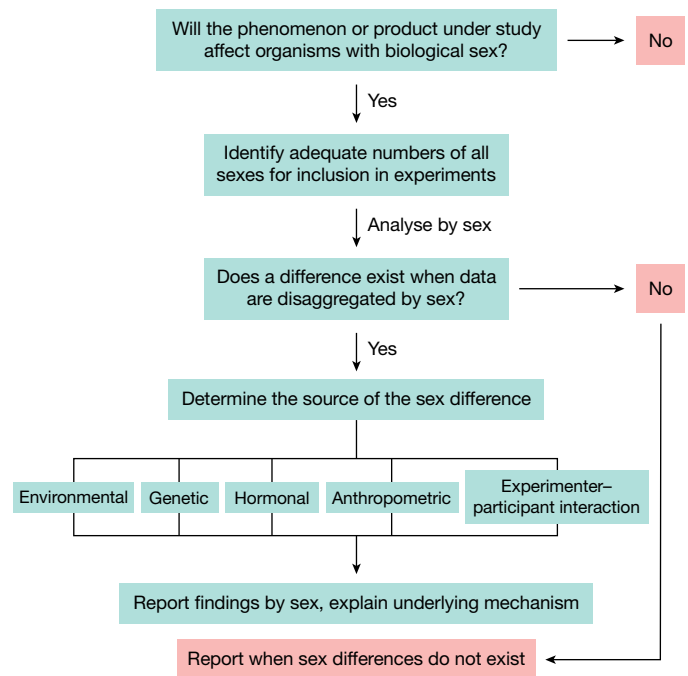 Will the phenomenon or product under study
affect organisms with biological sex?
No
Yes
Identify adequate numbers of all
sexes for inclusion in experiments
Analyse by sex
Does a difference exist when data
are disaggregated by sex?
No
Yes
Determine the source of the sex difference
Environmental
Genetic
Hormonal
Anthropometric
Experimenter–
participant interaction
Report findings by sex, explain underlying mechanism
Report when sex differences do not exist